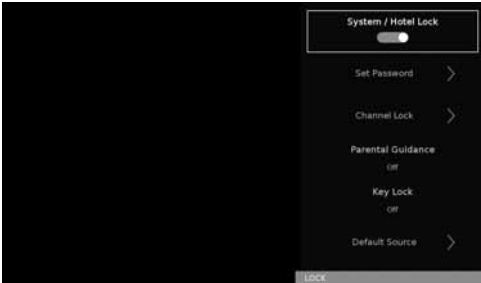 System / Hotel Lock
Set Password
Channel Lock
Parental Guidance
Off
Key Lock
Off
Default Source
LOCK